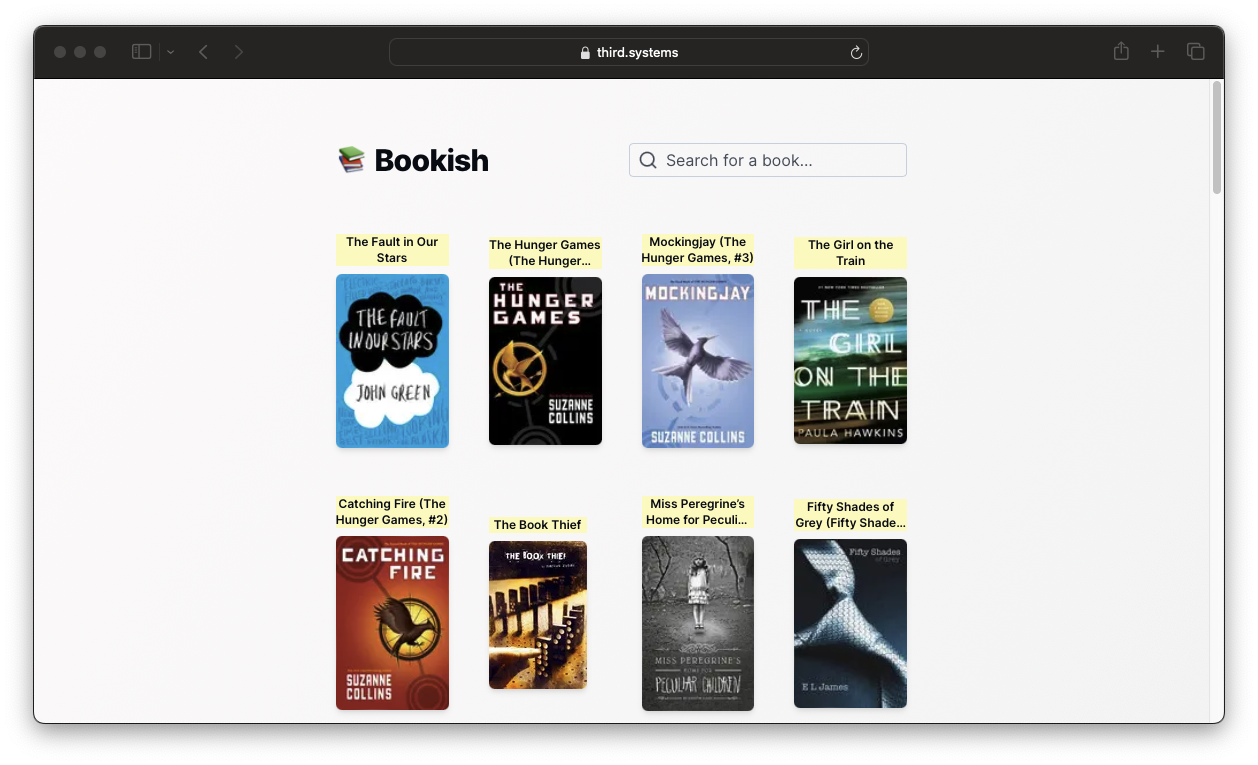 third.systems
Bookish
Search for a book...
The Fault in Our
Stars
The Hunger Games
(The Hunger...
Mockingjay (The
Hunger Games, #3)
The Girl on the
Train
THE FAULT
IN OUR STARS
JOHN GREEN
THE
HUNGER
GAMES
SUZANNE
COLLINS
MOCKINGJAY
SUZANNE COLLINS
THE
GIRL
ON THE
TRAIN
PAULA HAWKINS
Catching Fire (The
Hunger Games, #2)
The Book Thief
Miss Peregrine's
Home for Peculi...
Fifty Shades of
Grey (Fifty Shade...
CATCHING
FIRE
SUZANNE
COLLINS
THE BOOK THIEF
MISS PEREGRINE'S
HOME FOR
PECULIAR CHILDREN
Fifty Shades
of Grey
E L James